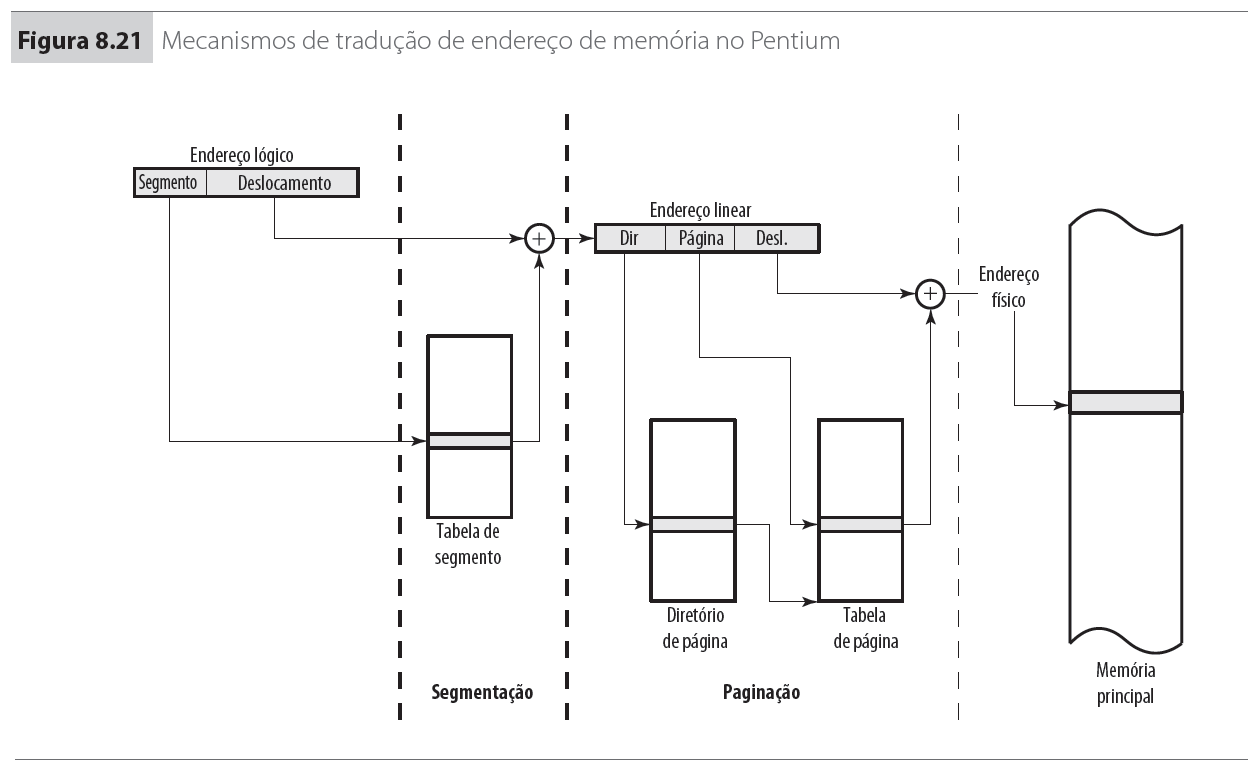 Figura 8.21 Mecanismos de tradução de endereço de memória no Pentium
Endereço lógico
Segmento Deslocamento
+
Endereço linear
Dir Página Desl.
+
Endereço
físico
Tabela de
segmento
Diretório
de página
Tabela
de página
Memória
principal
Segmentação
Paginação